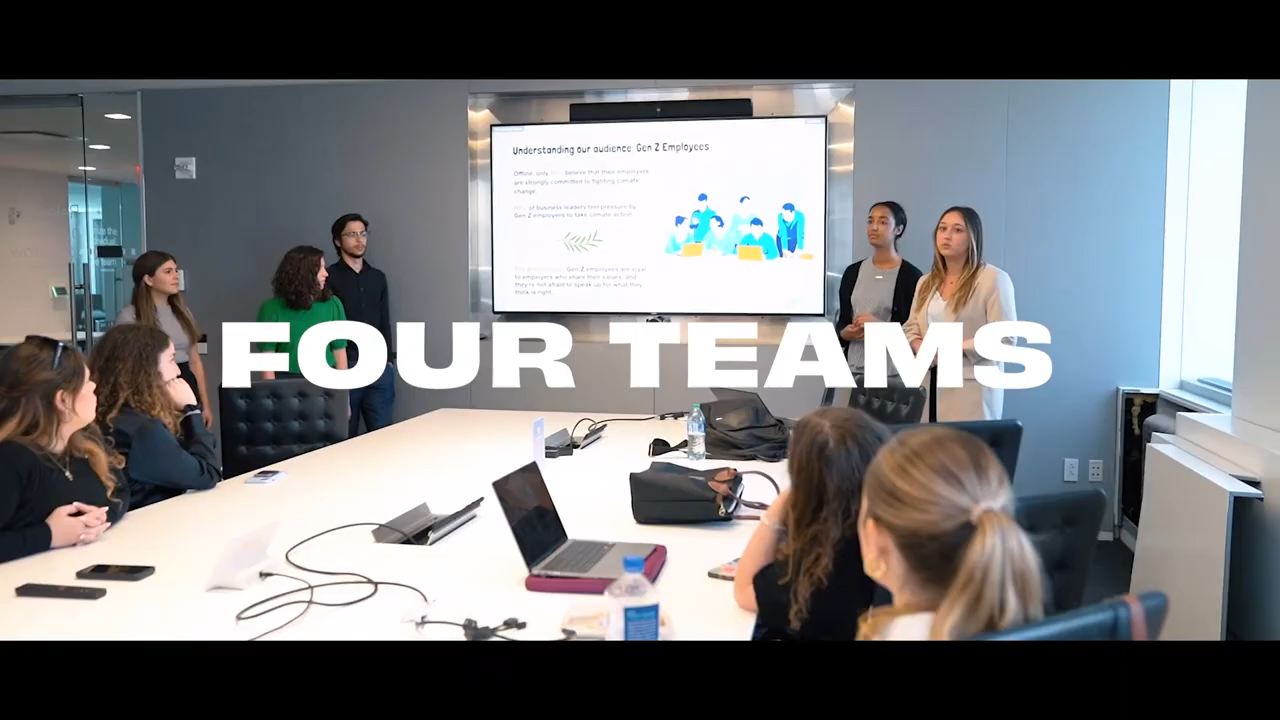 Understanding our audience: Gen Z Employees
Offline, only believe that their employers
are strongly committed to fighting climate
change.
of business leaders feel pressure by
Gen Z employees to take climate action.
Gen Z employees are loyal
to employers who share their values, and
they're not afraid to speak up for what they
think is right.
FOUR TEAMS